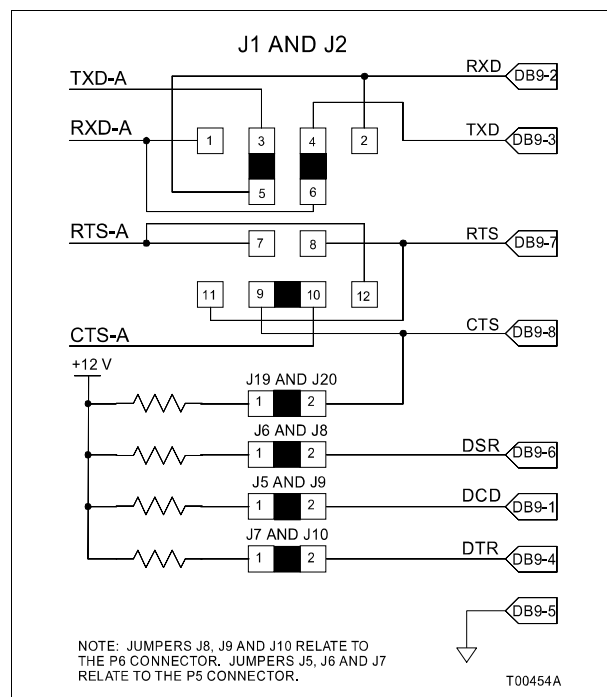 J1 AND J2
TXD-A
RXD
DB9-2
RXD-A
1
3
4
2
TXD
DB9-3
5
6
RTS-A
7
8
RTS
DB9-7
11
9
10
12
CTS-A
CTS
DB9-8
+12 V
J19 AND J20
1
2
J6 AND J8
1
2
DSR
DB9-6
J5 AND J9
1
2
DCD
DB9-1
J7 AND J10
1
2
DTR
DB9-4
DB9-5
NOTE: JUMPERS J8, J9 AND J10 RELATE TO
THE P6 CONNECTOR. JUMPERS J5, J6 AND J7
RELATE TO THE P5 CONNECTOR.
T00454A